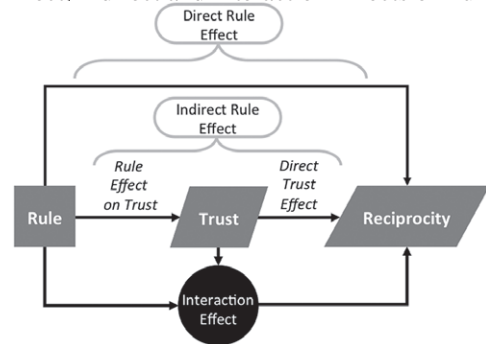 Direct Rule
Effect
Indirect Rule
Effect
Rule
Effect
on Trust
Direct
Trust
Effect
Rule
Trust
Reciprocity
Interaction
Effect